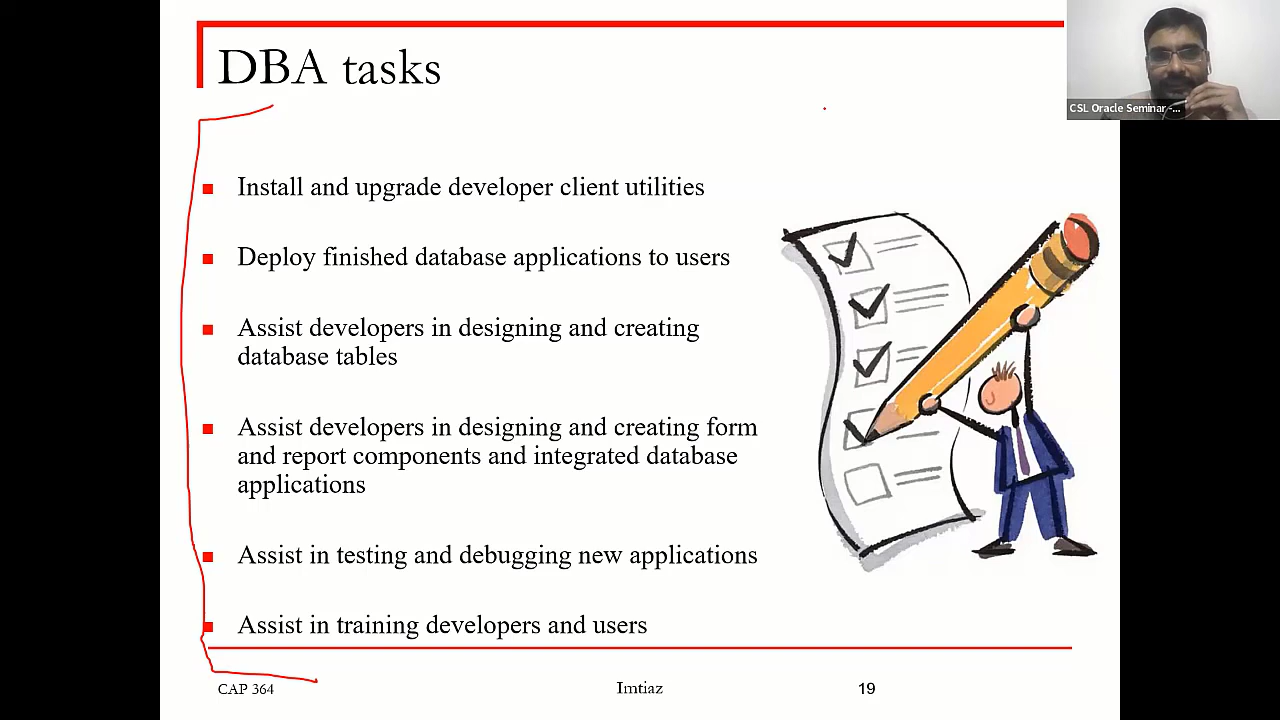 DBA tasks
CSL Oracle Seminar -...
Install and upgrade developer client utilities
Deploy finished database applications to users
Assist developers in designing and creating
database tables
Assist developers in designing and creating form
and report components and integrated database
applications
Assist in testing and debugging new applications
Assist in training developers and users
CAP 364
Imtiaz
19